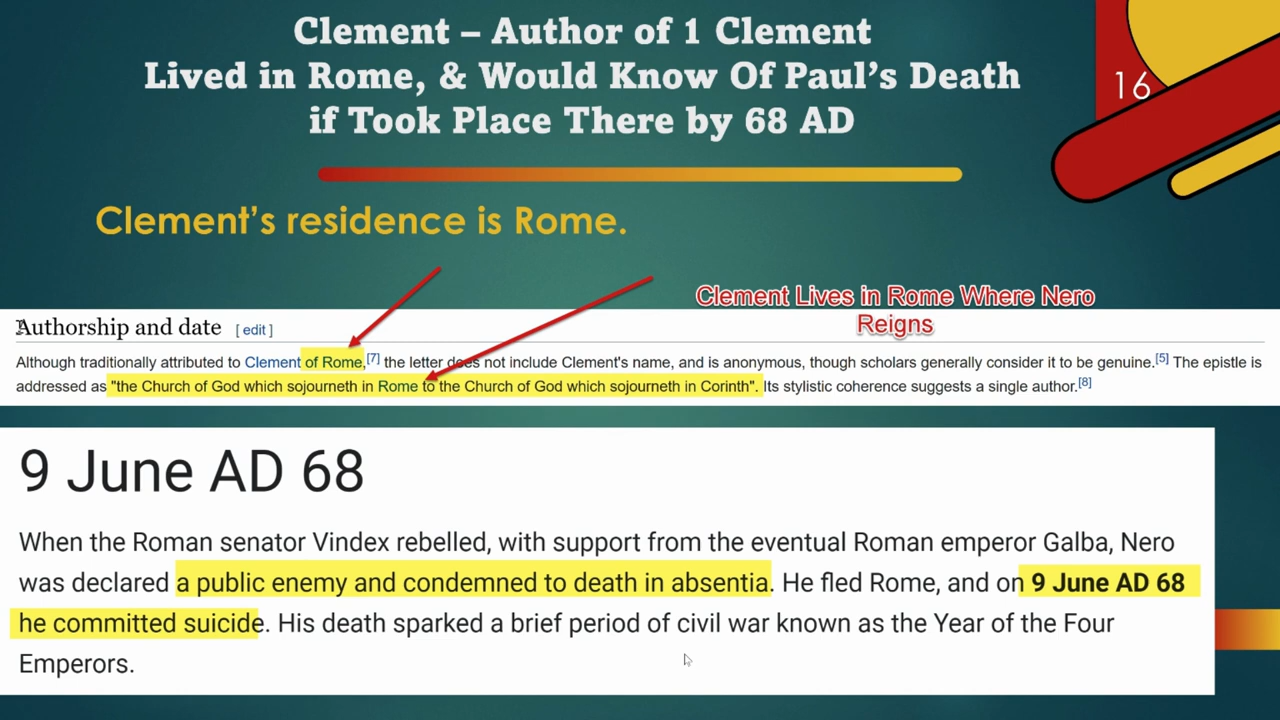 Clement – Author of 1 Clement
Lived in Rome, & Would Know Of Paul's Death
if Took Place There by 68 AD
16
Clement's residence is Rome.
Clement Lives in Rome Where Nero
Reigns
Authorship and date [ edit ]
Although traditionally attributed to Clement of Rome,[7] the letter does not include Clement's name, and is anonymous, though scholars generally consider it to be genuine.[5] The epistle is
addressed as "the Church of God which sojourneth in Rome to the Church of God which sojourneth in Corinth". Its stylistic coherence suggests a single author.[8]
9 June AD 68
When the Roman senator Vindex rebelled, with support from the eventual Roman emperor Galba, Nero
was declared a public enemy and condemned to death in absentia. He fled Rome, and on 9 June AD 68
he committed suicide. His death sparked a brief period of civil war known as the Year of the Four
Emperors.